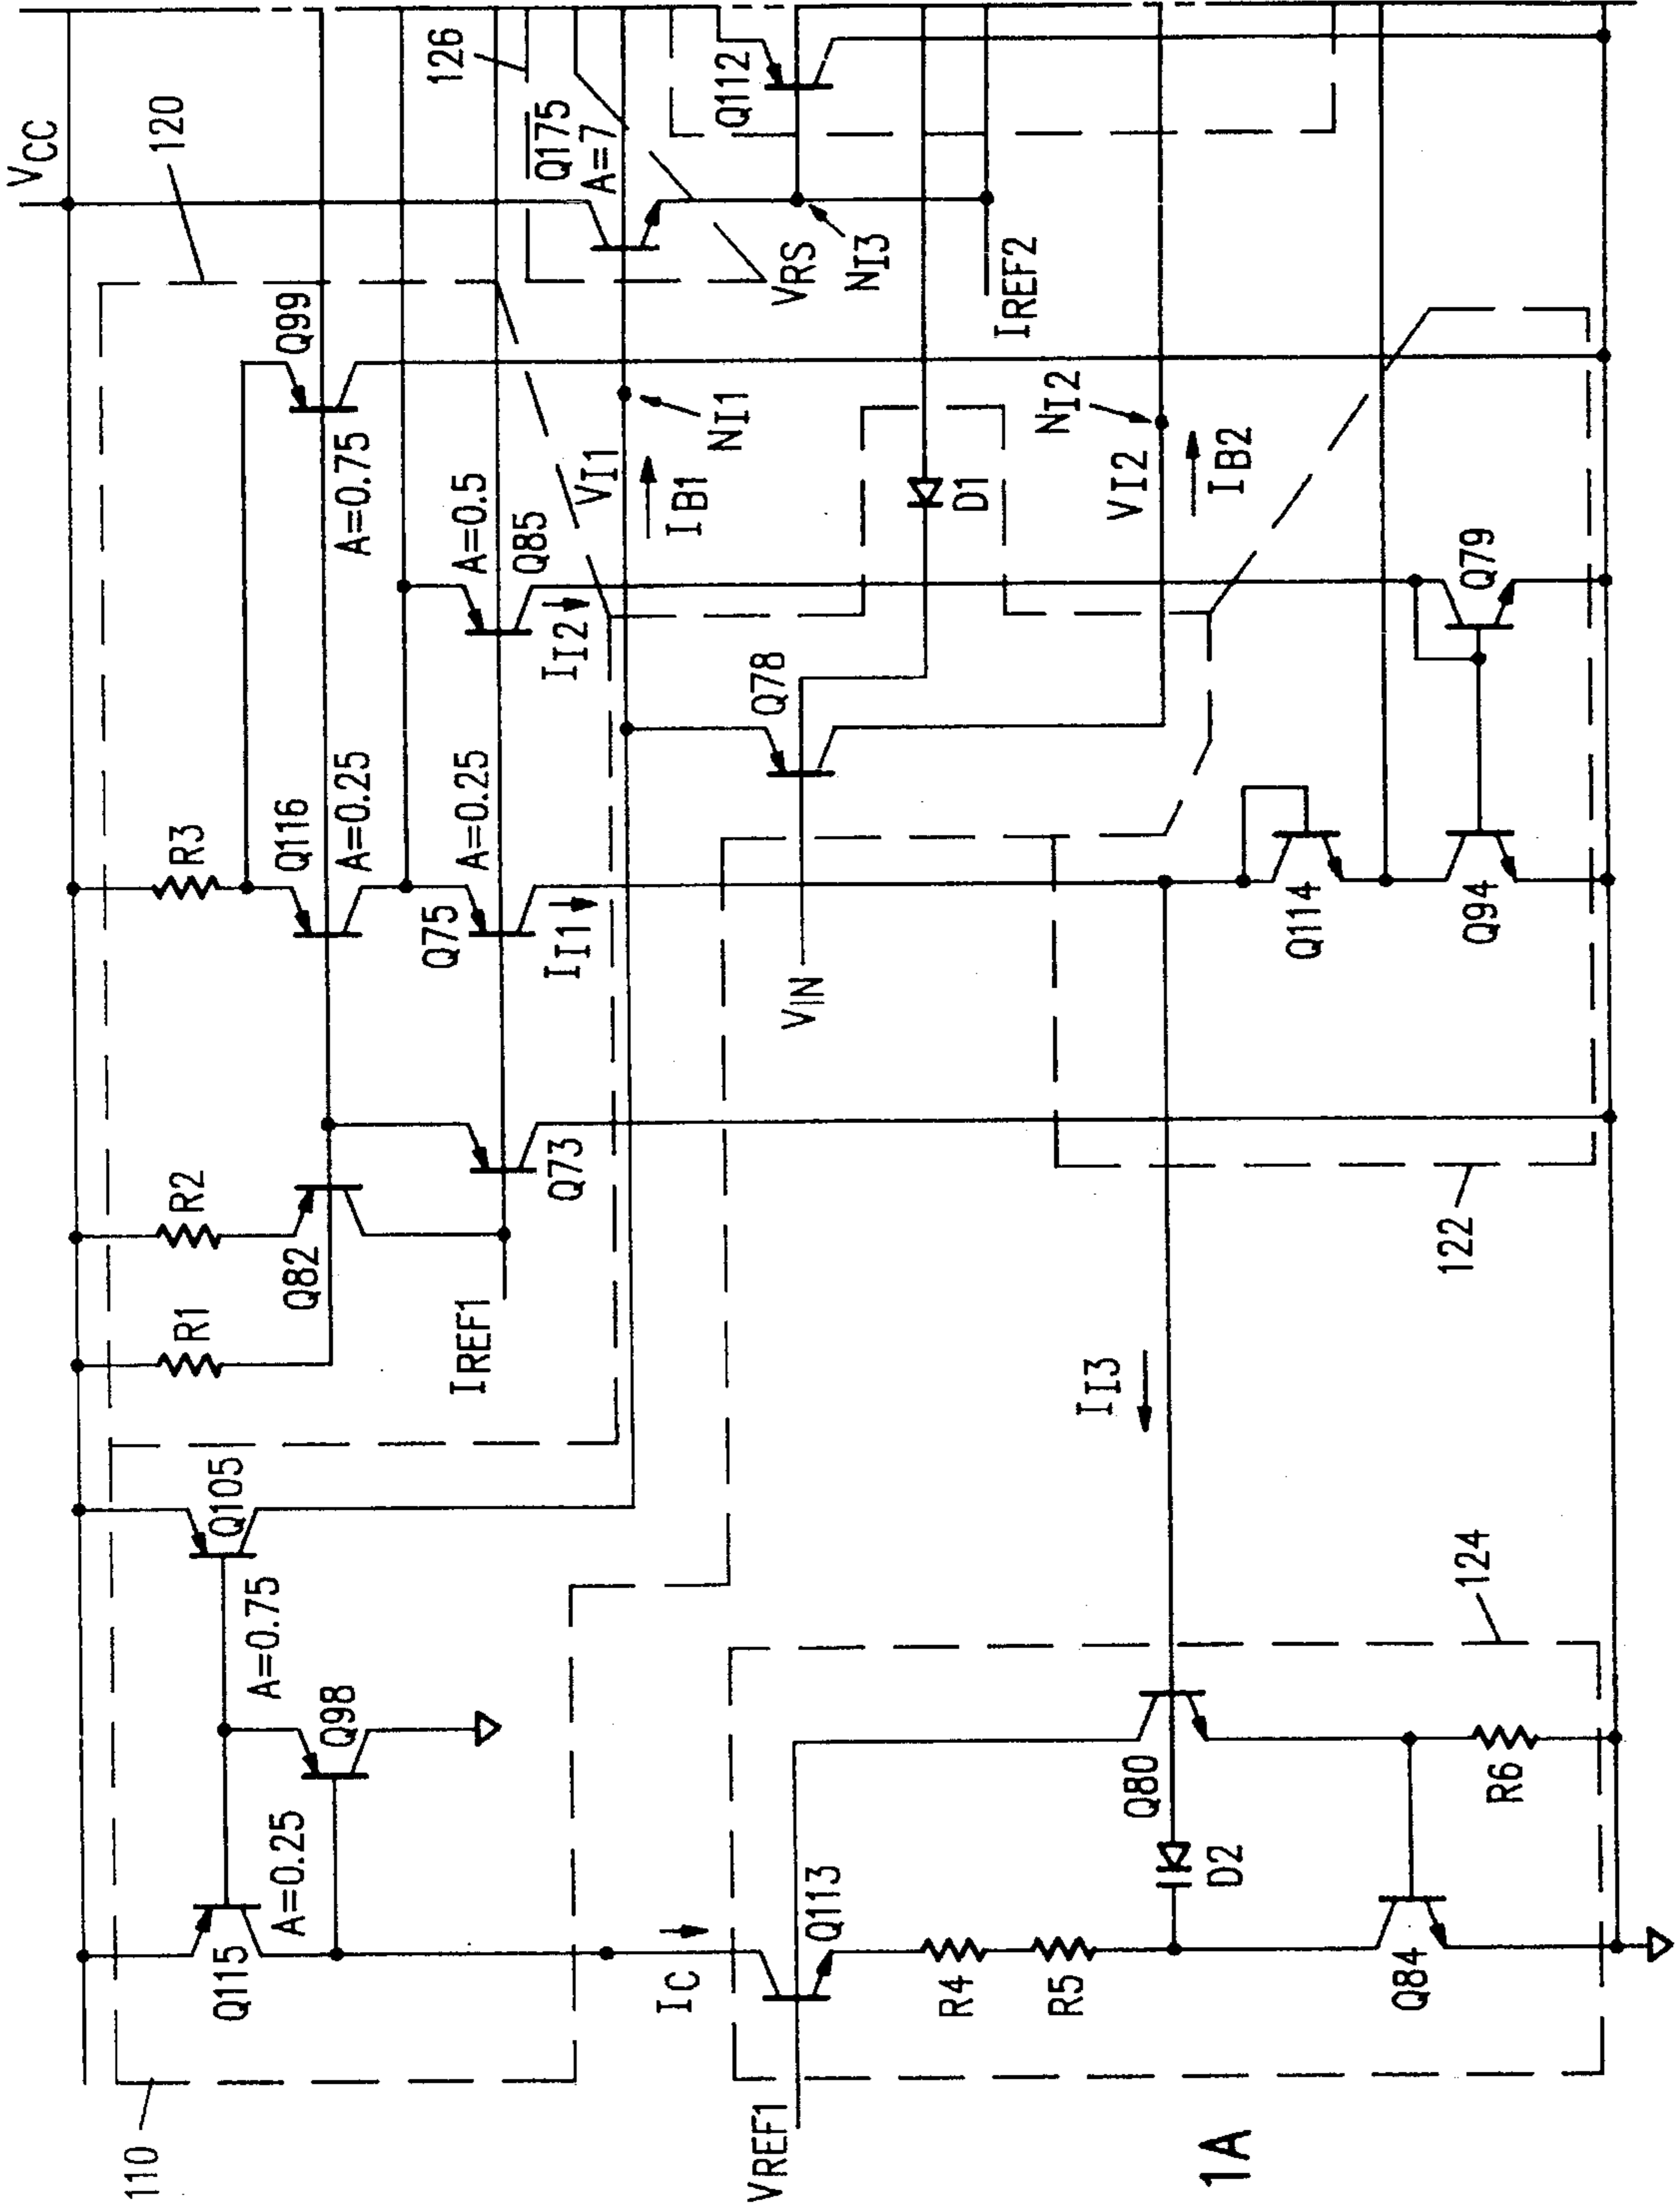 VCC
120
126
Q112
Q175
A=7
Q99
A=0.75
R3
Q116
A=0.25
R2
Q82
R1
IREF1
Q73
Q75
A=0.25
II1
A=0.5
Q85
II2
VI1
IB1
NI1
VRS
NI3
IREF2
Q105
A=0.75
Q98
A=0.25
Q115
110
IC
Q78
VIN
D1
NI2
VI2
IB2
Q79
Q114
Q94
122
II3
124
Q113
VREF1
R4
R5
Q80
D2
Q84
R6
1A